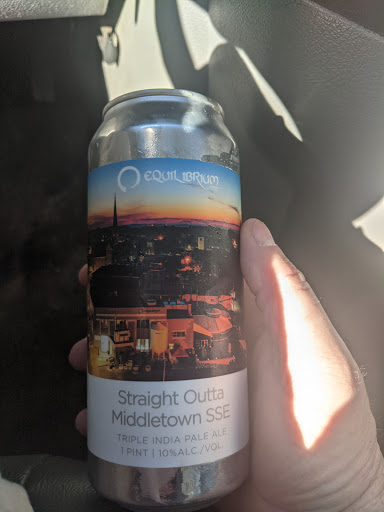 EQUILIBRIUM
Straight Outta
Middletown SSE
TRIPLE INDIA PALE ALE
1 PINT | 10%ALC./VOL.